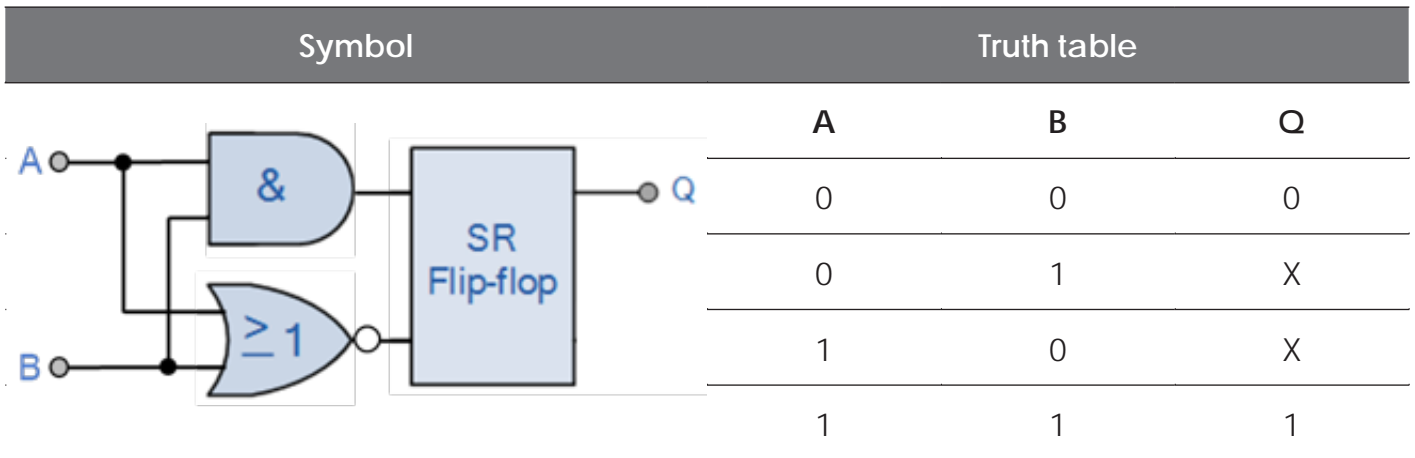 Symbol Truth table
A B Q
A & Q
0 0 0
SR
Flip-flop
0 1 X
≥ 1
1 0 X
B
1 1 1